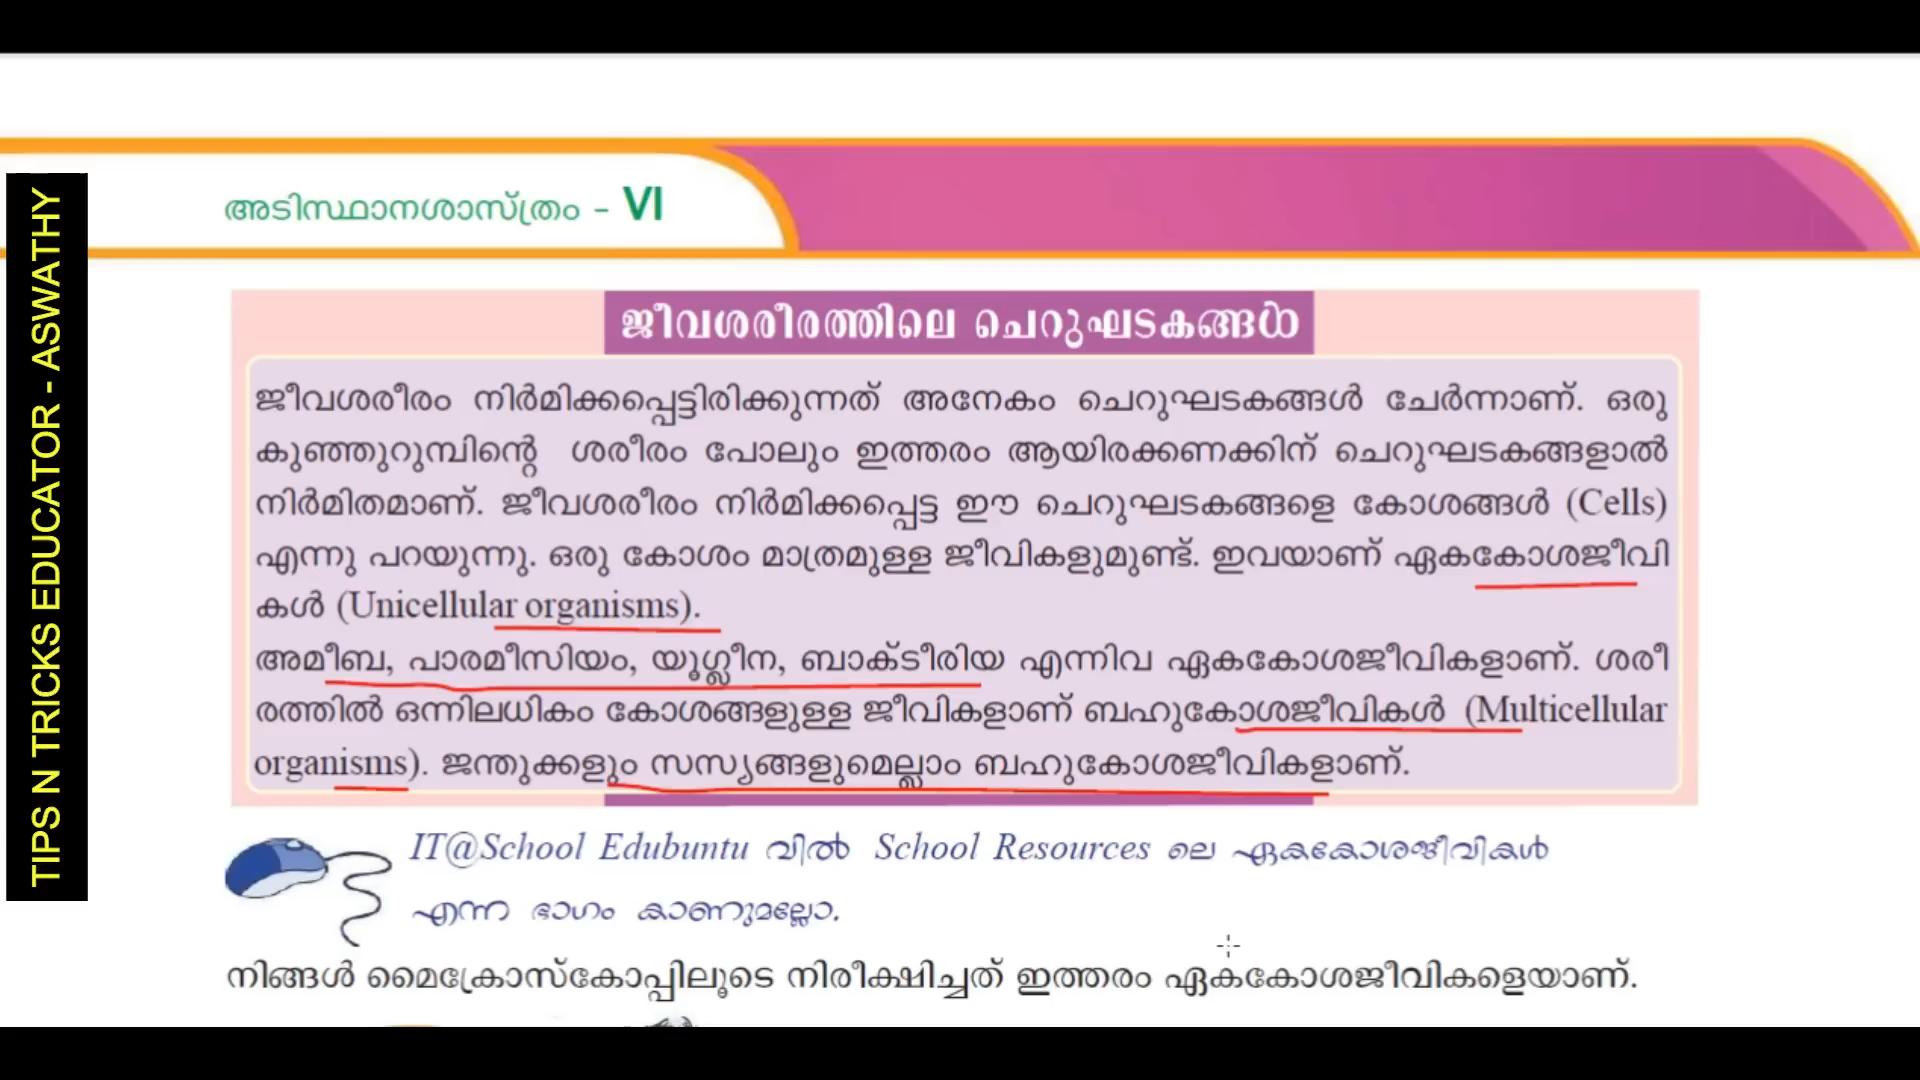 TIPS N TRICKS EDUCATOR - ASWATHY
അടിസ്ഥാനശാസ്ത്രം - VI
ജീവശരീരത്തിലെ ചെറുഘടകങ്ങൾ
ജീവശരീരം നിർമിക്കപ്പെട്ടിരിക്കുന്നത് അനേകം ചെറുഘടകങ്ങൾ ചേർന്നാണ്. ഒരു
കുഞ്ഞുറുമ്പിന്റെ ശരീരം പോലും ഇത്തരം ആയിരക്കണക്കിന് ചെറുഘടകങ്ങളാൽ
നിർമിതമാണ്. ജീവശരീരം നിർമിക്കപ്പെട്ട ഈ ചെറുഘടകങ്ങളെ കോശങ്ങൾ (Cells)
എന്നു പറയുന്നു. ഒരു കോശം മാത്രമുള്ള ജീവികളുമുണ്ട്. ഇവയാണ് ഏകകോശജീവി
കൾ (Unicellular organisms).
അമീബ, പാരമീസിയം, യൂഗ്ലീന, ബാക്ടീരിയ എന്നിവ ഏകകോശജീവികളാണ്. ശരീ
രത്തിൽ ഒന്നിലധികം കോശങ്ങളുള്ള ജീവികളാണ് ബഹുകോശജീവികൾ (Multicellular
organisms). ജന്തുക്കളും സസ്യങ്ങളുമെല്ലാം ബഹുകോശജീവികളാണ്.
IT@School Edubuntu വിൽ School Resources ലെ ഏകകോശജീവികൾ
എന്ന ഭാഗം കാണുമല്ലോ.
നിങ്ങൾ മൈക്രോസ്കോപ്പിലൂടെ നിരീക്ഷിച്ചത് ഇത്തരം ഏകകോശജീവികളെയാണ്.